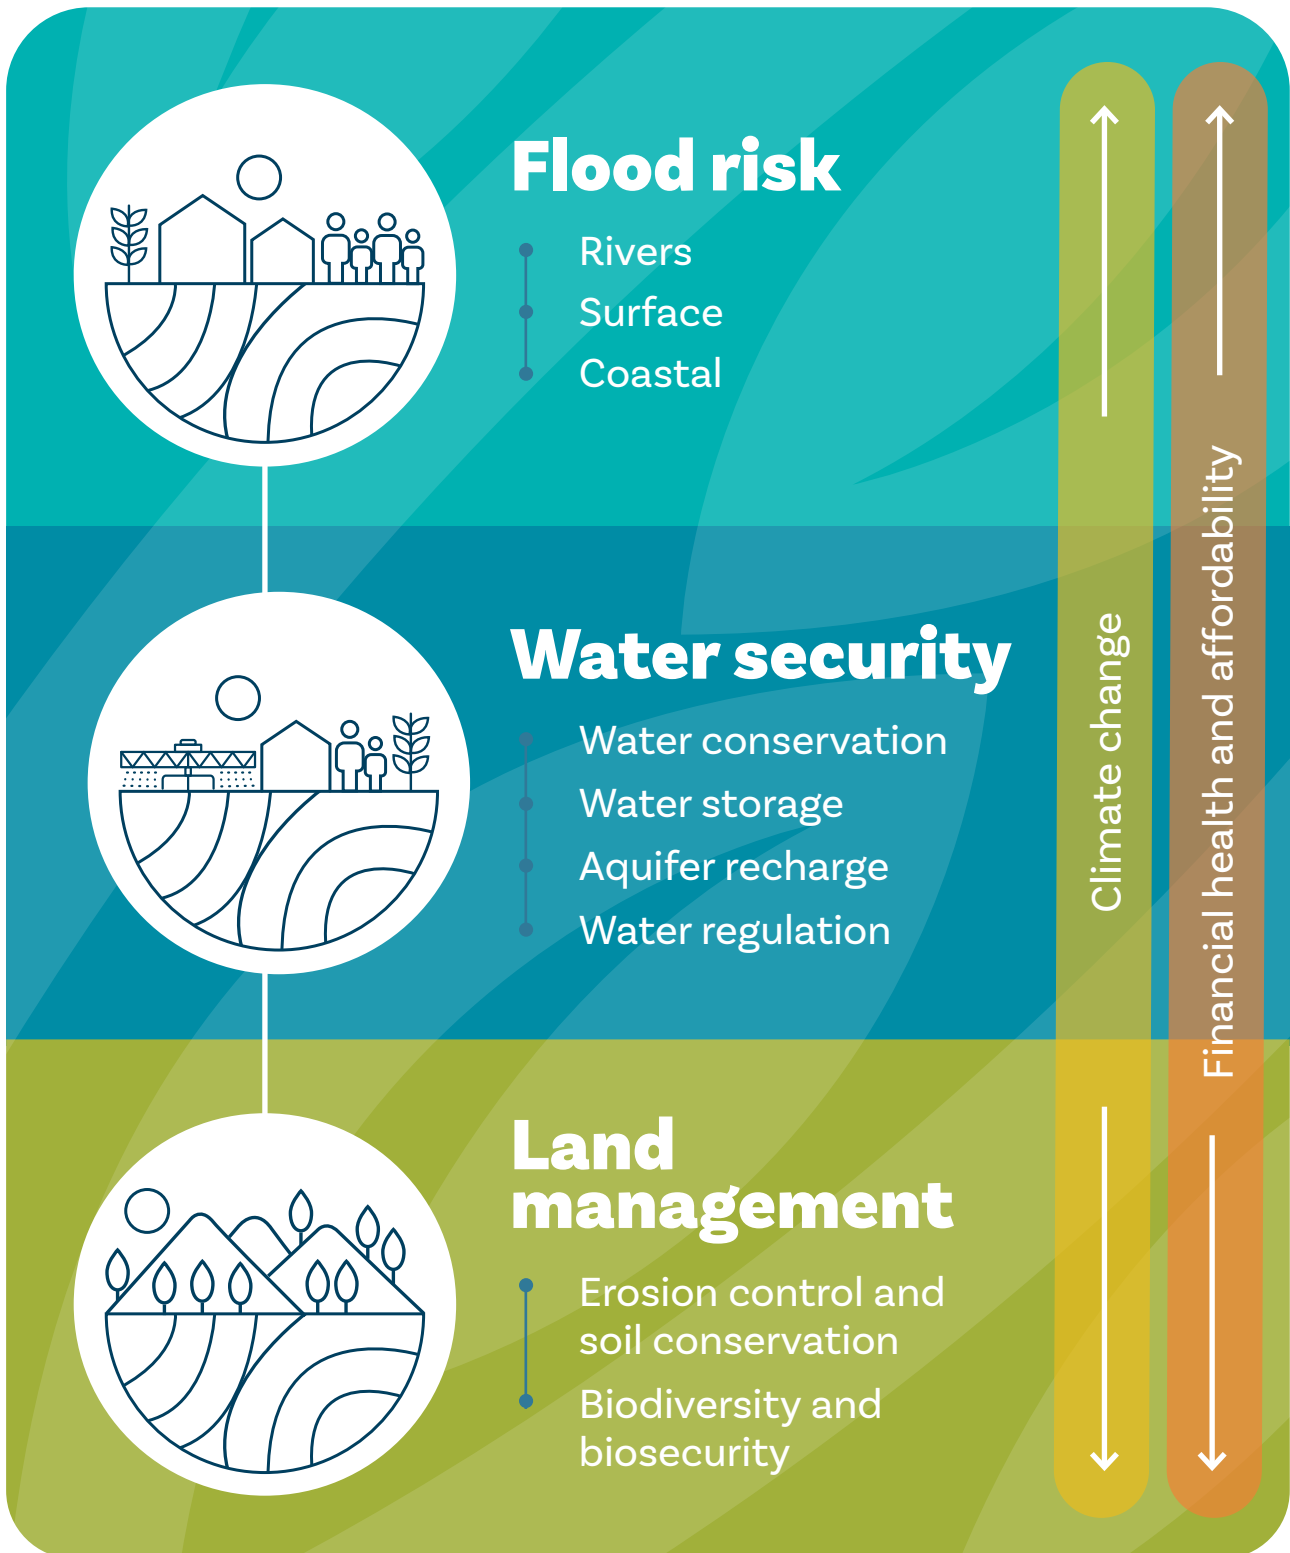 Flood risk
Rivers
Surface
Coastal
Water security
Water conservation
Water storage
Aquifer recharge
Water regulation
Land
management
Erosion control and
soil conservation
Biodiversity and
biosecurity
Climate change
Financial health and affordability